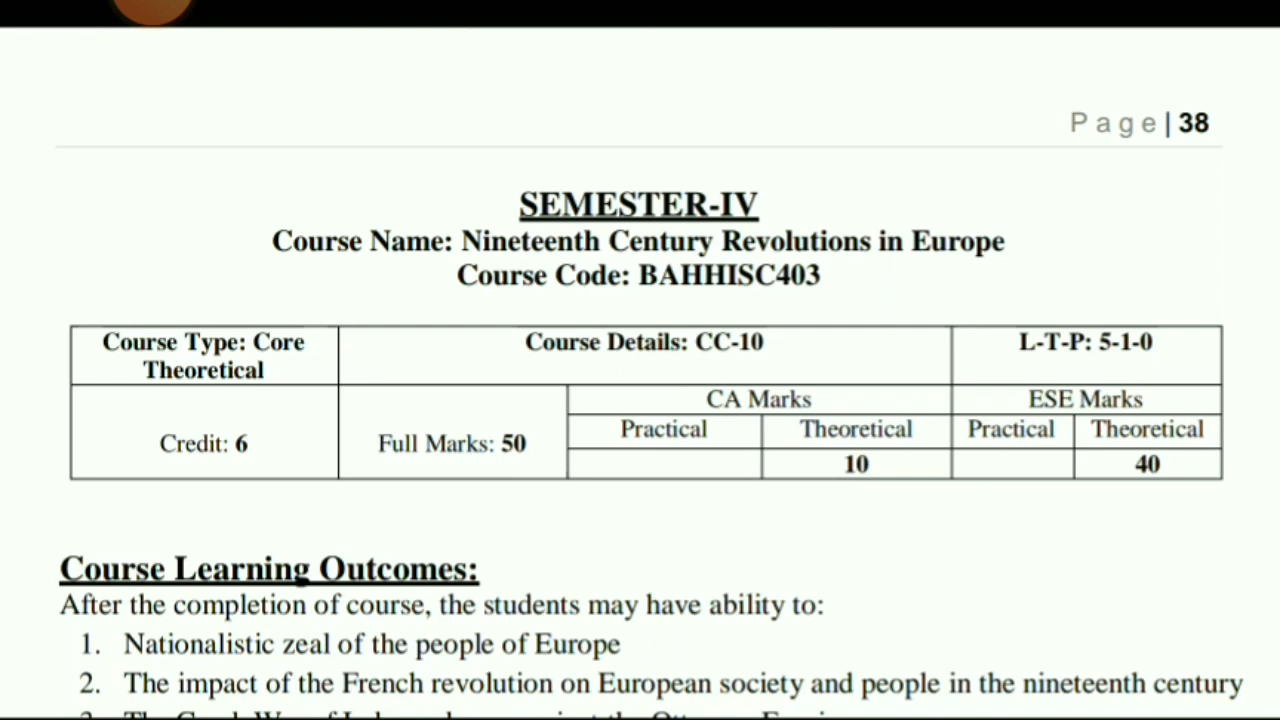 Page|38
SEMESTER-IV
Course Name: Nineteenth Century Revolutions in Europe
Course Code: BAHHISC403
Course Type: Core Theoretical
Course Details: CC-10
L-T-P: 5-1-0
Credit: 6
Full Marks: 50
CA Marks
ESE Marks
Practical
Theoretical
Practical
Theoretical
10
40
Course Learning Outcomes:
After the completion of course, the students may have ability to:
1. Nationalistic zeal of the people of Europe
2. The impact of the French revolution on European society and people in the nineteenth century